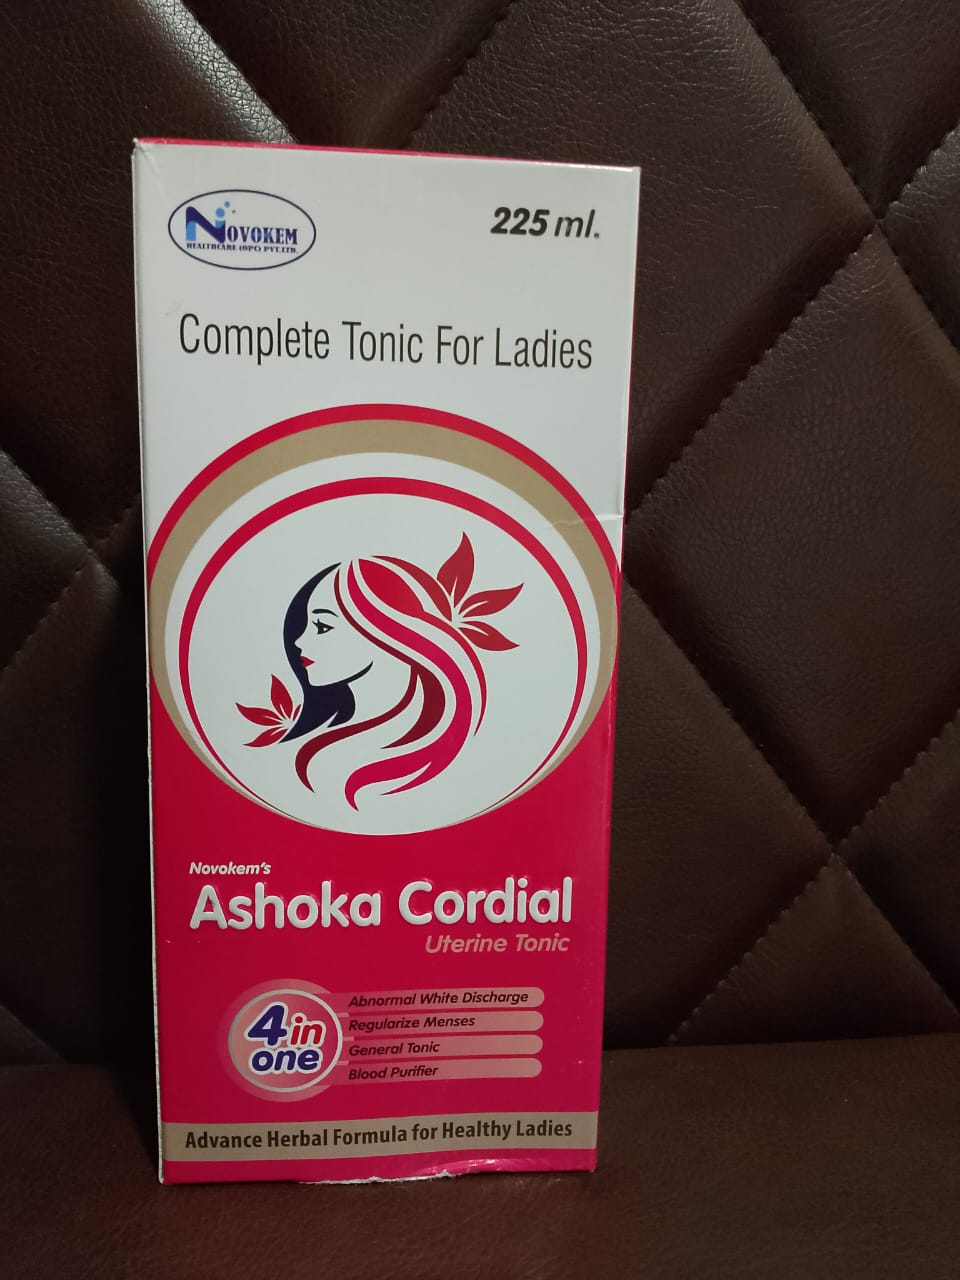 NOVOKEM
HEALTHCARE (OPC) PVT.LTD.
225 ml.
Complete Tonic For Ladies
Novokem's
Ashoka Cordial
Uterine Tonic
4 in
one
Abnormal White Discharge
Regularize Menses
General Tonic
Blood Purifier
Advance Herbal Formula for Healthy Ladies